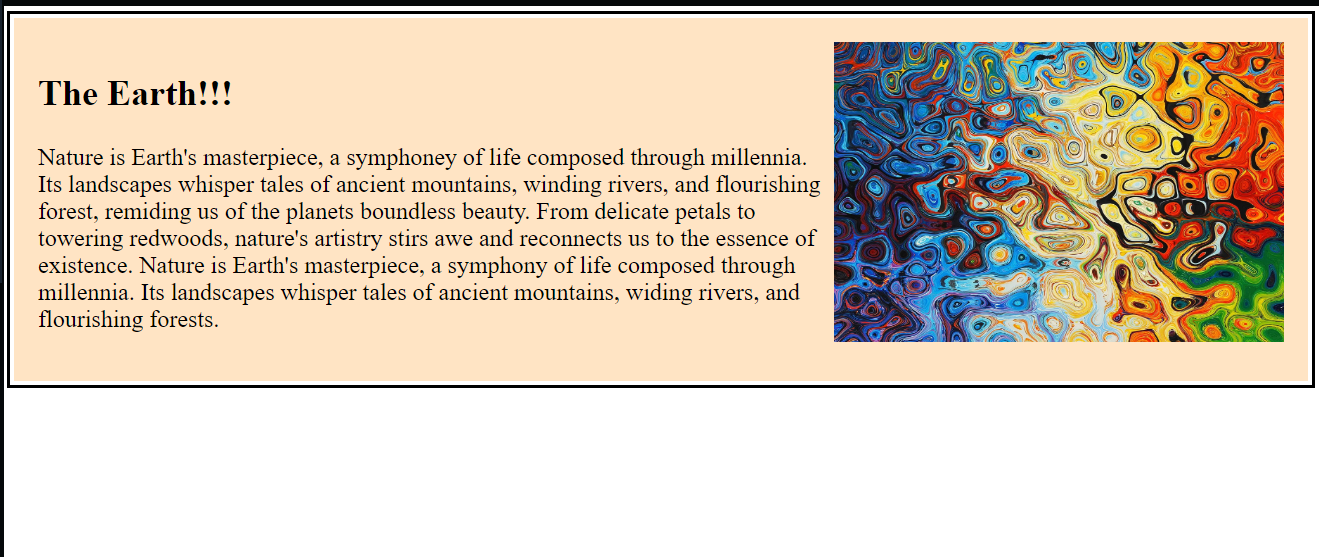 The Earth!!!
Nature is Earth's masterpiece, a symphoney of life composed through millennia.
Its landscapes whisper tales of ancient mountains, winding rivers, and flourishing
forest, remiding us of the planets boundless beauty. From delicate petals to
towering redwoods, nature's artistry stirs awe and reconnects us to the essence of
existence. Nature is Earth's masterpiece, a symphony of life composed through
millennia. Its landscapes whisper tales of ancient mountains, widing rivers, and
flourishing forests.